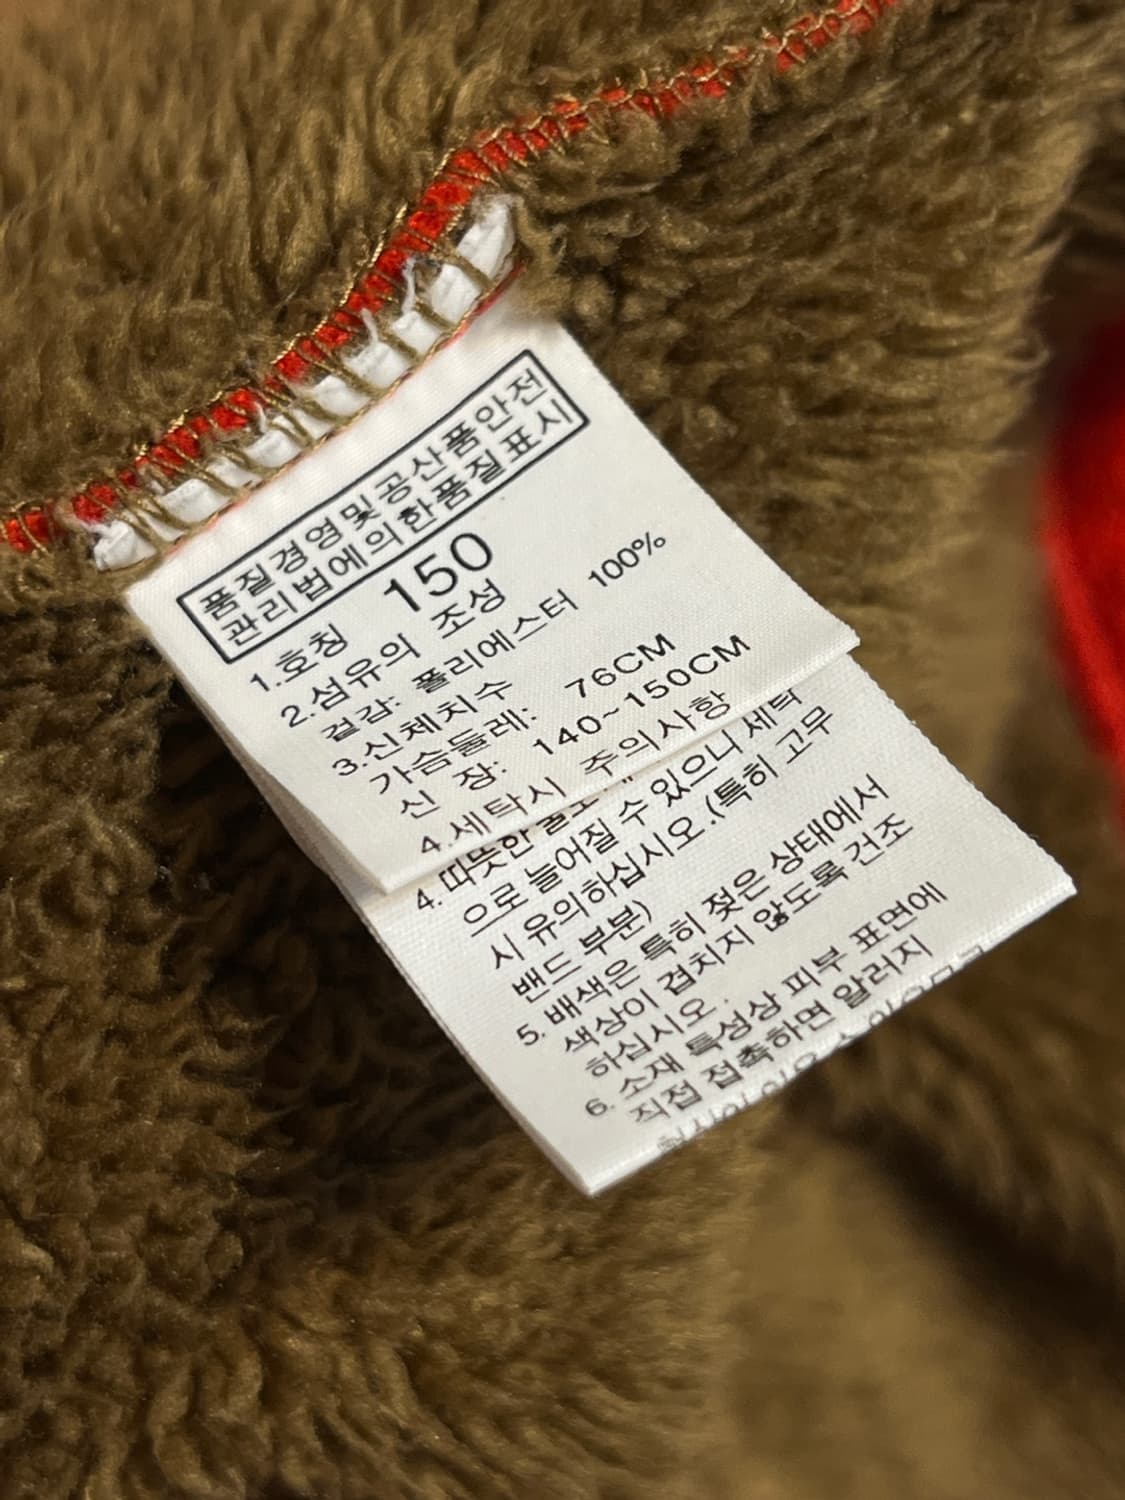 품질경영및공산품안전
관리법에의한품질표시
1.호칭 150
2.섬유의 조성
겉감: 폴리에스터 100%
3.신체치수
가슴둘레: 76CM
신 장: 140~150CM
4.세탁시 주의사항
4. 따뜻한
으로 늘어질 수 있으니 세탁
시 유의하십시오.(특히 고무
밴드 부분)
5. 배색은 특히 젖은 상태에서
색상이 겹치지 않도록 건조
하십시오.
6. 소재 특성상 피부 표면에
직접 접촉하면 알러지